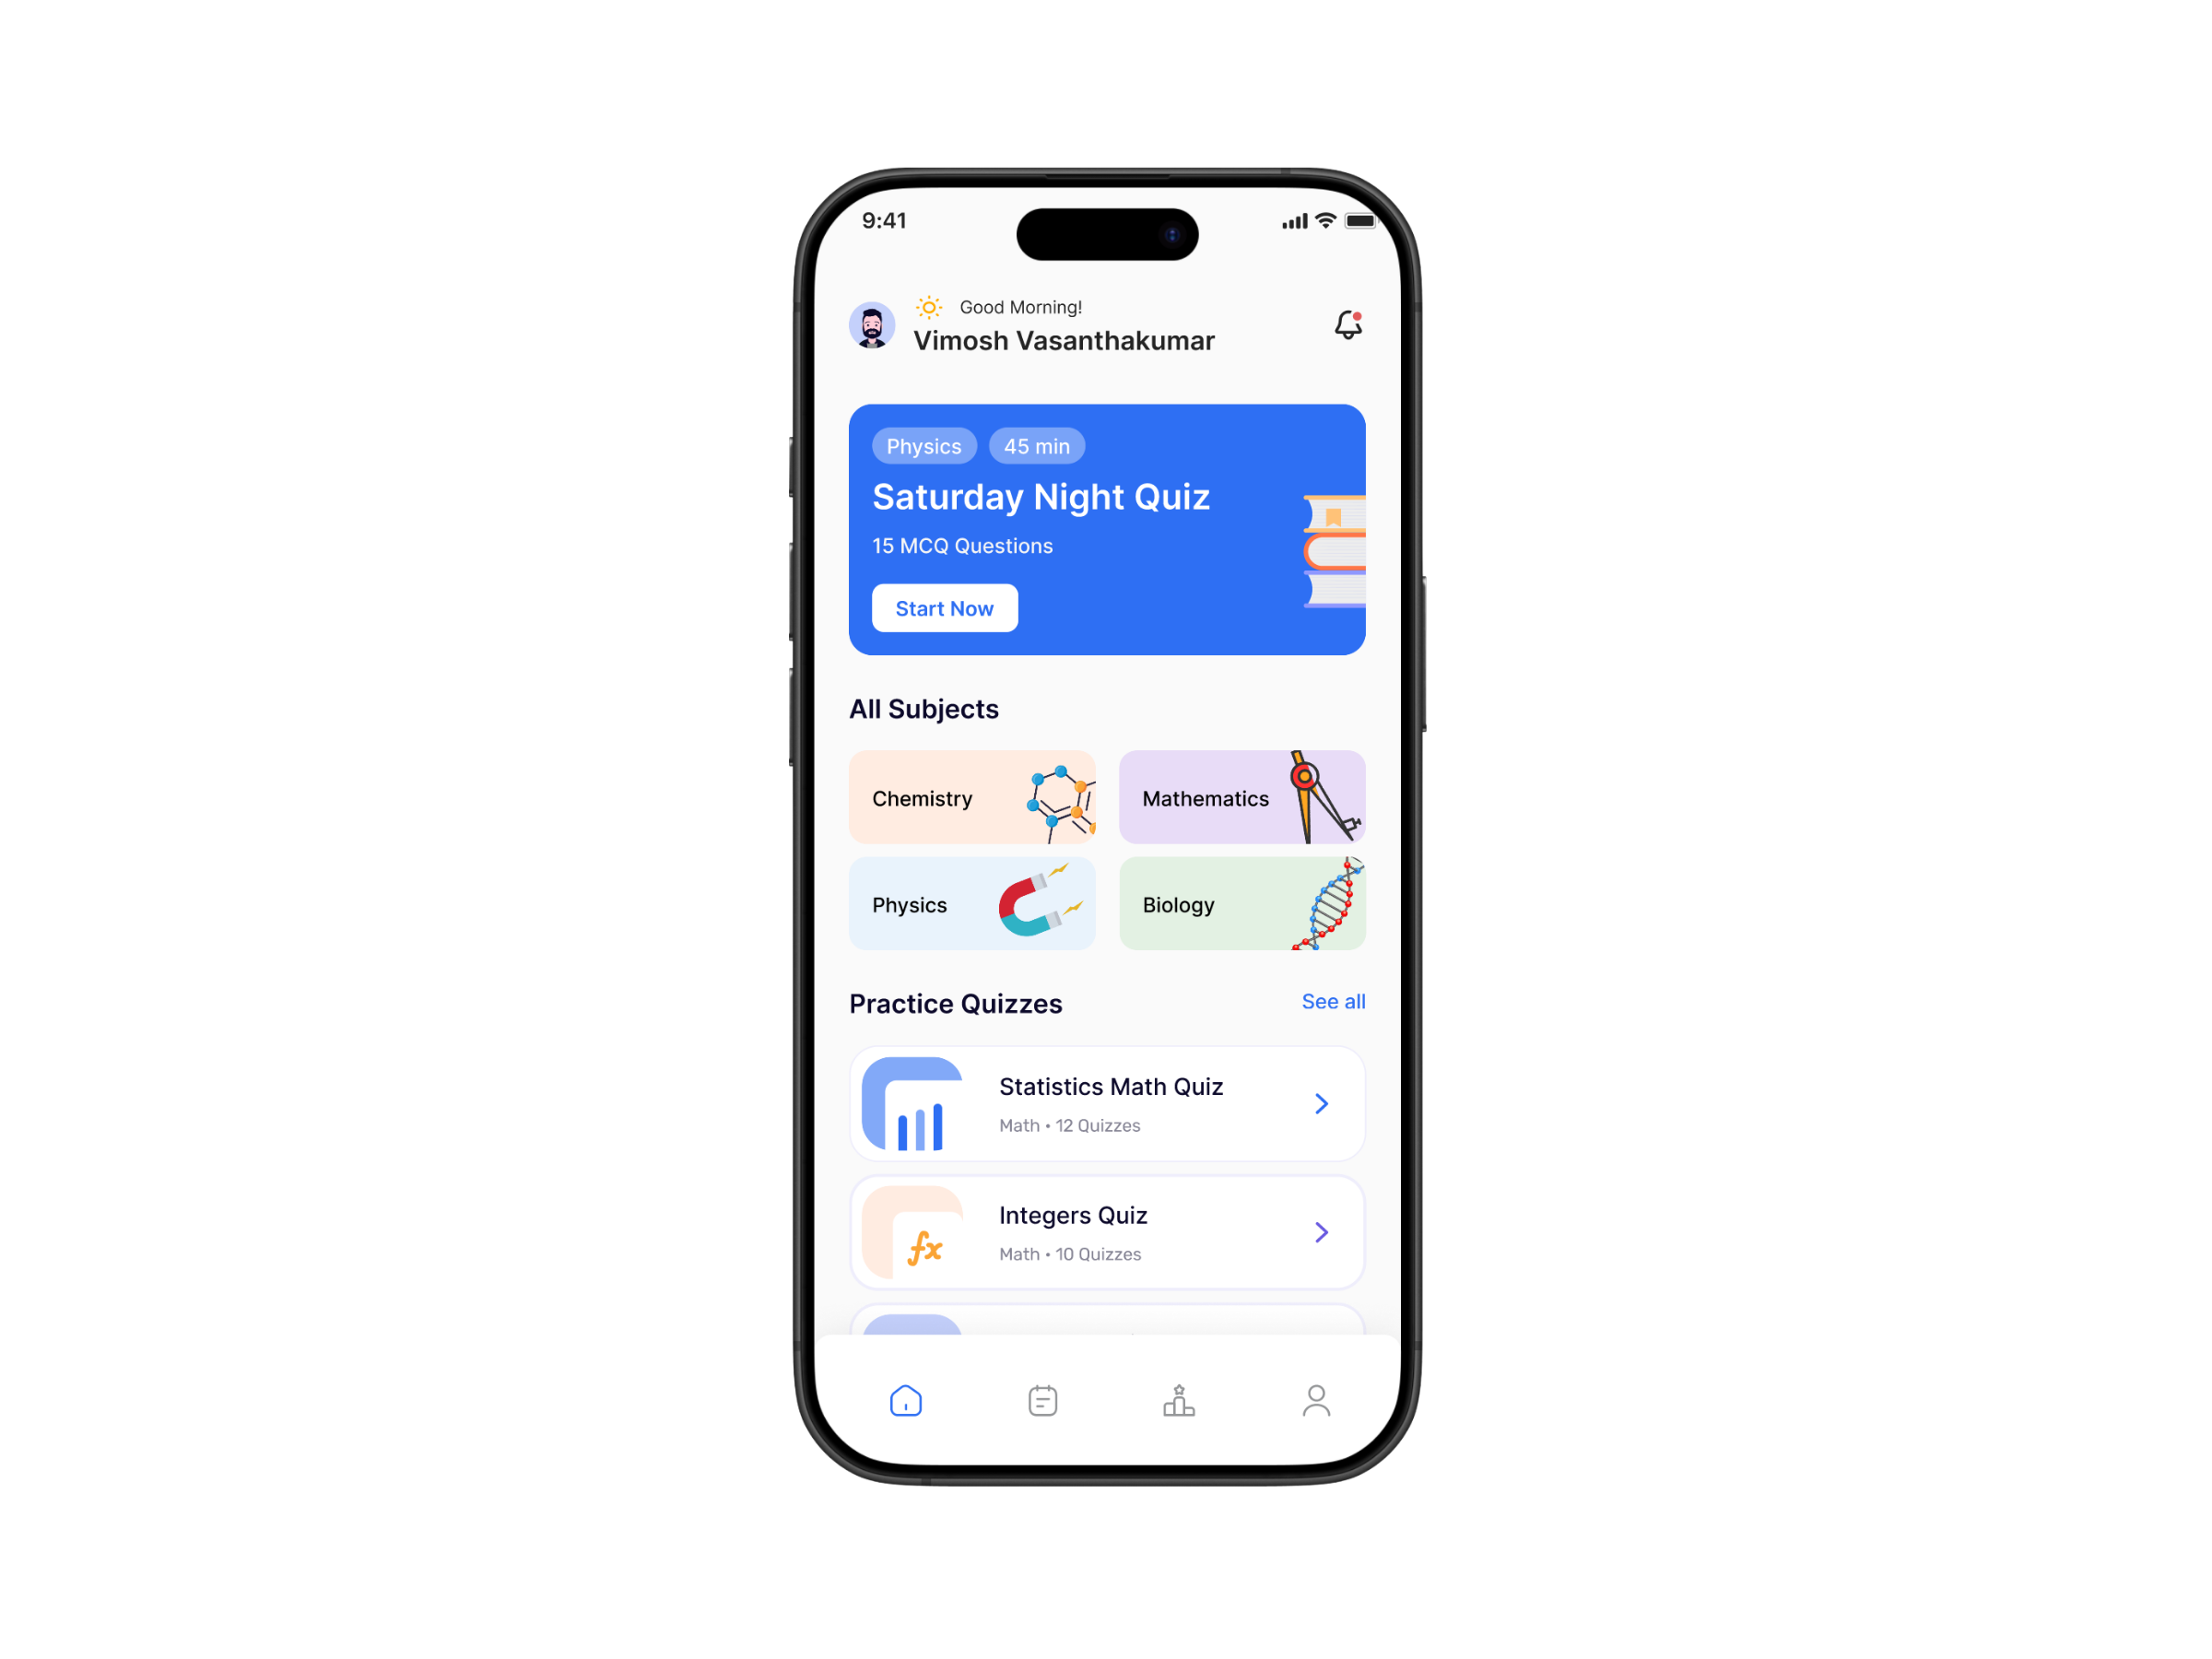 9:41
Good Morning!
Vimosh Vasanthakumar
Physics 45 min
Saturday Night Quiz
15 MCQ Questions
Start Now
All Subjects
Chemistry
Mathematics
Physics
Biology
Practice Quizzes
See all
Statistics Math Quiz
Math • 12 Quizzes
Integers Quiz
Math • 10 Quizzes
fx